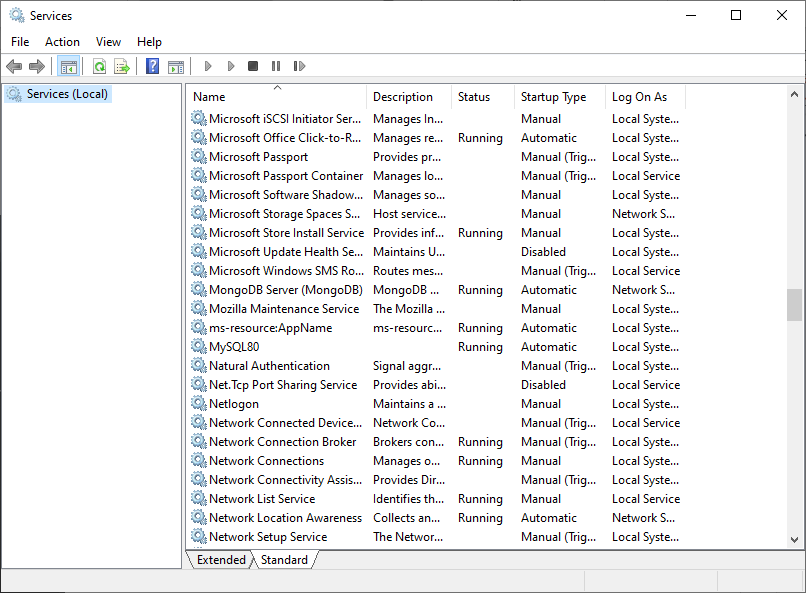 Services
File Action View Help
Services (Local)
Name Description Status Startup Type Log On As
Microsoft iSCSI Initiator Ser... Manages In... Manual Local Syste...
Microsoft Office Click-to-R... Manages re... Running Automatic Local Syste...
Microsoft Passport Provides pr... Manual (Trig... Local Syste...
Microsoft Passport Container Manages lo... Manual (Trig... Local Service
Microsoft Software Shadow... Manages so... Manual Local Syste...
Microsoft Storage Spaces S... Host service... Manual Network S...
Microsoft Store Install Service Provides inf... Running Manual Local Syste...
Microsoft Update Health Se... Maintains U... Disabled Local Syste...
Microsoft Windows SMS Ro... Routes mes... Manual (Trig... Local Service
MongoDB Server (MongoDB) MongoDB ... Running Automatic Network S...
Mozilla Maintenance Service The Mozilla ... Manual Local Syste...
ms-resource:AppName ms-resourc... Running Automatic Local Syste...
MySQL80 Running Automatic Local Syste...
Natural Authentication Signal aggr... Manual (Trig... Local Syste...
Net.Tcp Port Sharing Service Provides abi... Disabled Local Service
Netlogon Maintains a ... Manual Local Syste...
Network Connected Device... Network Co... Manual (Trig... Local Service
Network Connection Broker Brokers con... Running Manual (Trig... Local Syste...
Network Connections Manages o... Running Manual Local Syste...
Network Connectivity Assis... Provides Dir... Manual (Trig... Local Syste...
Network List Service Identifies th... Running Manual Local Service
Network Location Awareness Collects an... Running Automatic Network S...
Network Setup Service The Networ... Manual (Trig... Local Syste...
Extended Standard